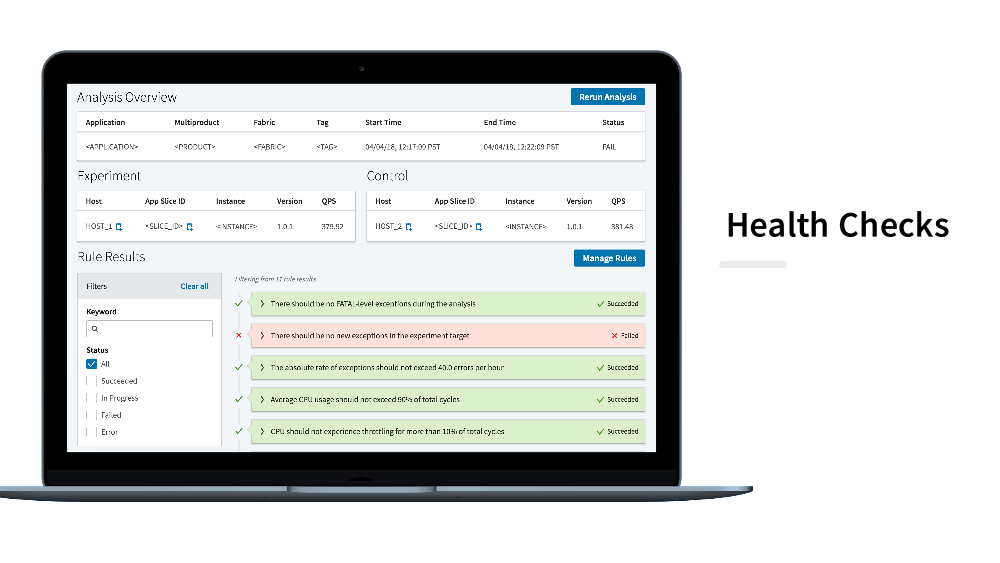 Analysis Overview
Rerun Analysis
Application Multiproduct Fabric Tag Start Time End Time Status
<APPLICATION> <PRODUCT> <FABRIC> <TAG> 04/04/18, 12:17:09 PST 04/04/18, 12:22:09 PST FAIL
Experiment
Host App Slice ID Instance Version QPS
HOST_1 <SLICE_ID> <INSTANCE> 1.0.1 379.92
Control
Host App Slice ID Instance Version QPS
HOST_2 <SLICE_ID> <INSTANCE> 1.0.1 381.48
Rule Results
Manage Rules
Filters Clear all
Keyword
Status
All
Succeeded
In Progress
Failed
Error
Filtering from 11 rule results
There should be no FATAL-level exceptions during the analysis Succeeded
There should be no new exceptions in the experiment target Failed
The absolute rate of exceptions should not exceed 40.0 errors per hour Succeeded
Average CPU usage should not exceed 90% of total cycles Succeeded
CPU should not experience throttling for more than 10% of total cycles Succeeded
Health Checks